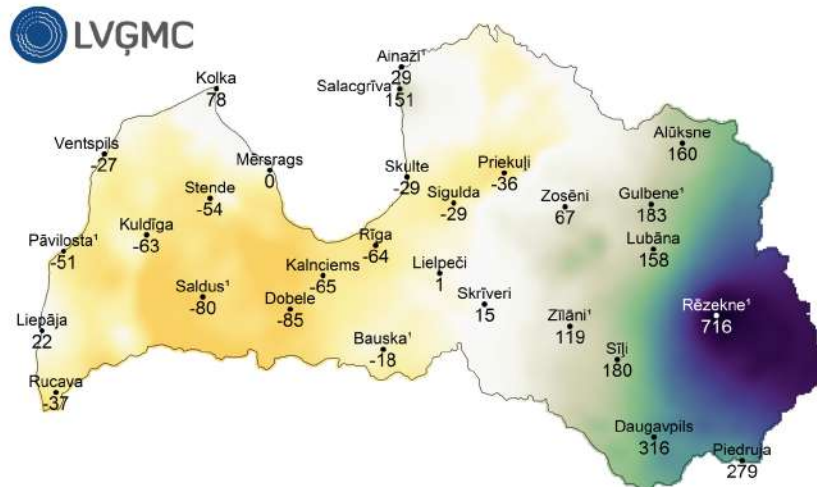 LVĢMC
Ainaži¹
29
Kolka
78
Salacgrīva
151
Alūksne
160
Ventspils
-27
Mērsrags
0
Skulte
-29
Priekuļi
-36
Stende
-54
Sigulda
-29
Zosēni
67
Gulbene¹
183
Kuldīga
-63
Pāvilosta¹
-51
Rīga
-64
Lubāna
158
Kalnciems
-65
Lielpeči
1
Saldus¹
-80
Dobele
-85
Skrīveri
15
Rēzekne¹
716
Liepāja
22
Zīlāni¹
119
Bauska¹
-18
Sīļi
180
Rucava
-37
Daugavpils
316
Piedruja
279